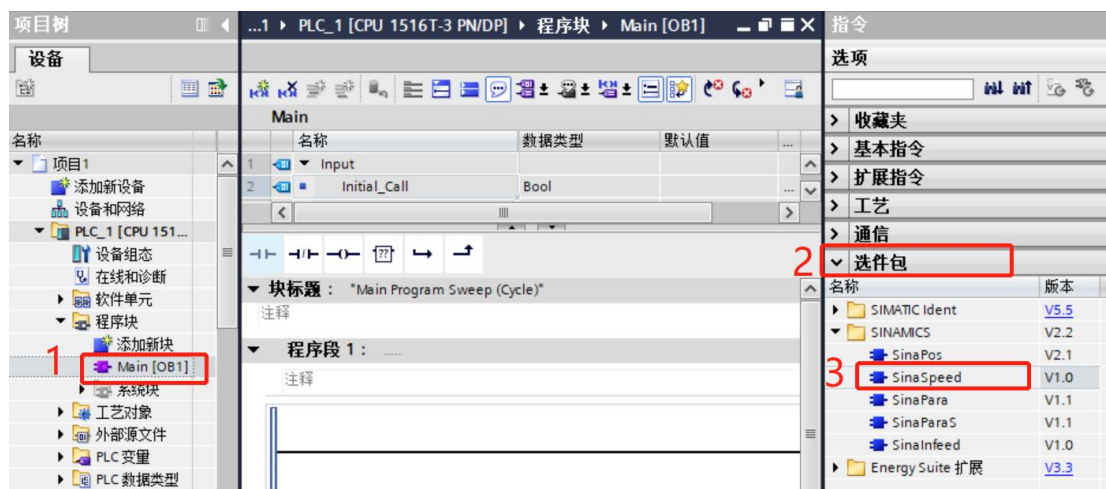 项目树
设备
名称
项目1
添加新设备
设备和网络
PLC_1 [CPU 151...
设备组态
在线和诊断
软件单元
程序块
添加新块
1
Main [OB1]
系统块
工艺对象
外部源文件
PLC 变量
PLC 数据类型
...1 ▸ PLC_1 [CPU 1516T-3 PN/DP] ▸ 程序块 ▸ Main [OB1]
Main
名称 数据类型 默认值 ...
1 Input
2 Initial_Call Bool ...
??
块标题： "Main Program Sweep (Cycle)"
注释
程序段 1： .....
注释
指令
选项
收藏夹
基本指令
扩展指令
工艺
通信
2
选件包
名称 版本
SIMATIC Ident V5.5
SINAMICS V2.2
SinaPos V2.1
3
SinaSpeed V1.0
SinaPara V1.1
SinaParaS V1.1
SinaInfeed V1.0
Energy Suite 扩展 V3.3